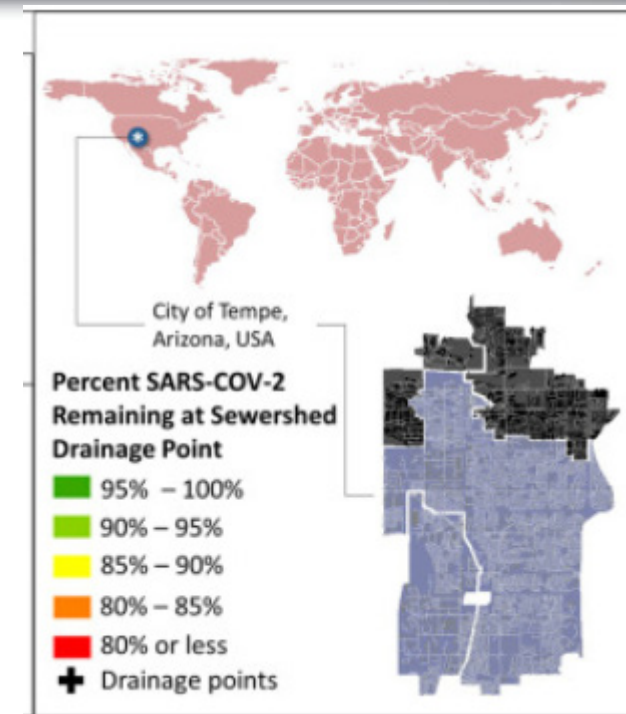 City of Tempe,
Arizona, USA
Percent SARS-COV-2
Remaining at Sewershed
Drainage Point
95% – 100%
90% – 95%
85% – 90%
80% – 85%
80% or less
Drainage points